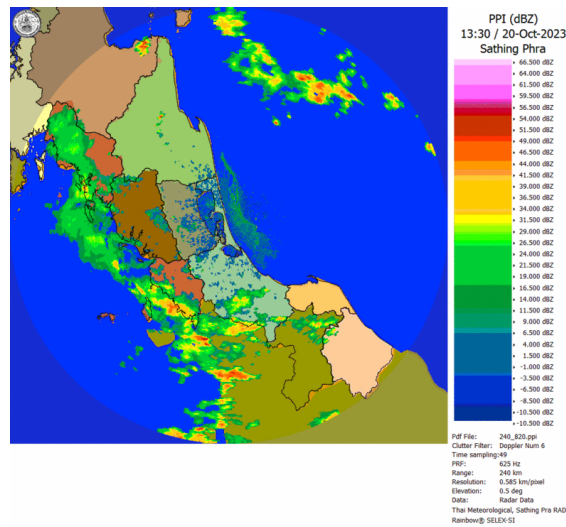 PPI (dBZ)
13:30 / 20-Oct-2023
Sathing Phra
66.500 dBZ
64.000 dBZ
61.500 dBZ
59.500 dBZ
56.500 dBZ
54.000 dBZ
51.500 dBZ
49.000 dBZ
46.500 dBZ
44.000 dBZ
41.500 dBZ
39.000 dBZ
36.500 dBZ
34.000 dBZ
31.500 dBZ
29.000 dBZ
26.500 dBZ
24.000 dBZ
21.500 dBZ
19.000 dBZ
16.500 dBZ
14.000 dBZ
11.500 dBZ
9.000 dBZ
6.500 dBZ
4.000 dBZ
1.500 dBZ
-1.000 dBZ
-3.500 dBZ
-6.500 dBZ
-8.500 dBZ
-10.500 dBZ
-10.500 dBZ
Pdf File: 240_820.ppi
Clutter Filter: Doppler Num 6
Time sampling:49
PRF: 625 Hz
Range: 240 km
Resolution: 0.585 km/pixel
Elevation: 0.5 deg
Data: Radar Data
Thai Meteorological, Sathing Pra RAD
Rainbow® SELEX-SI